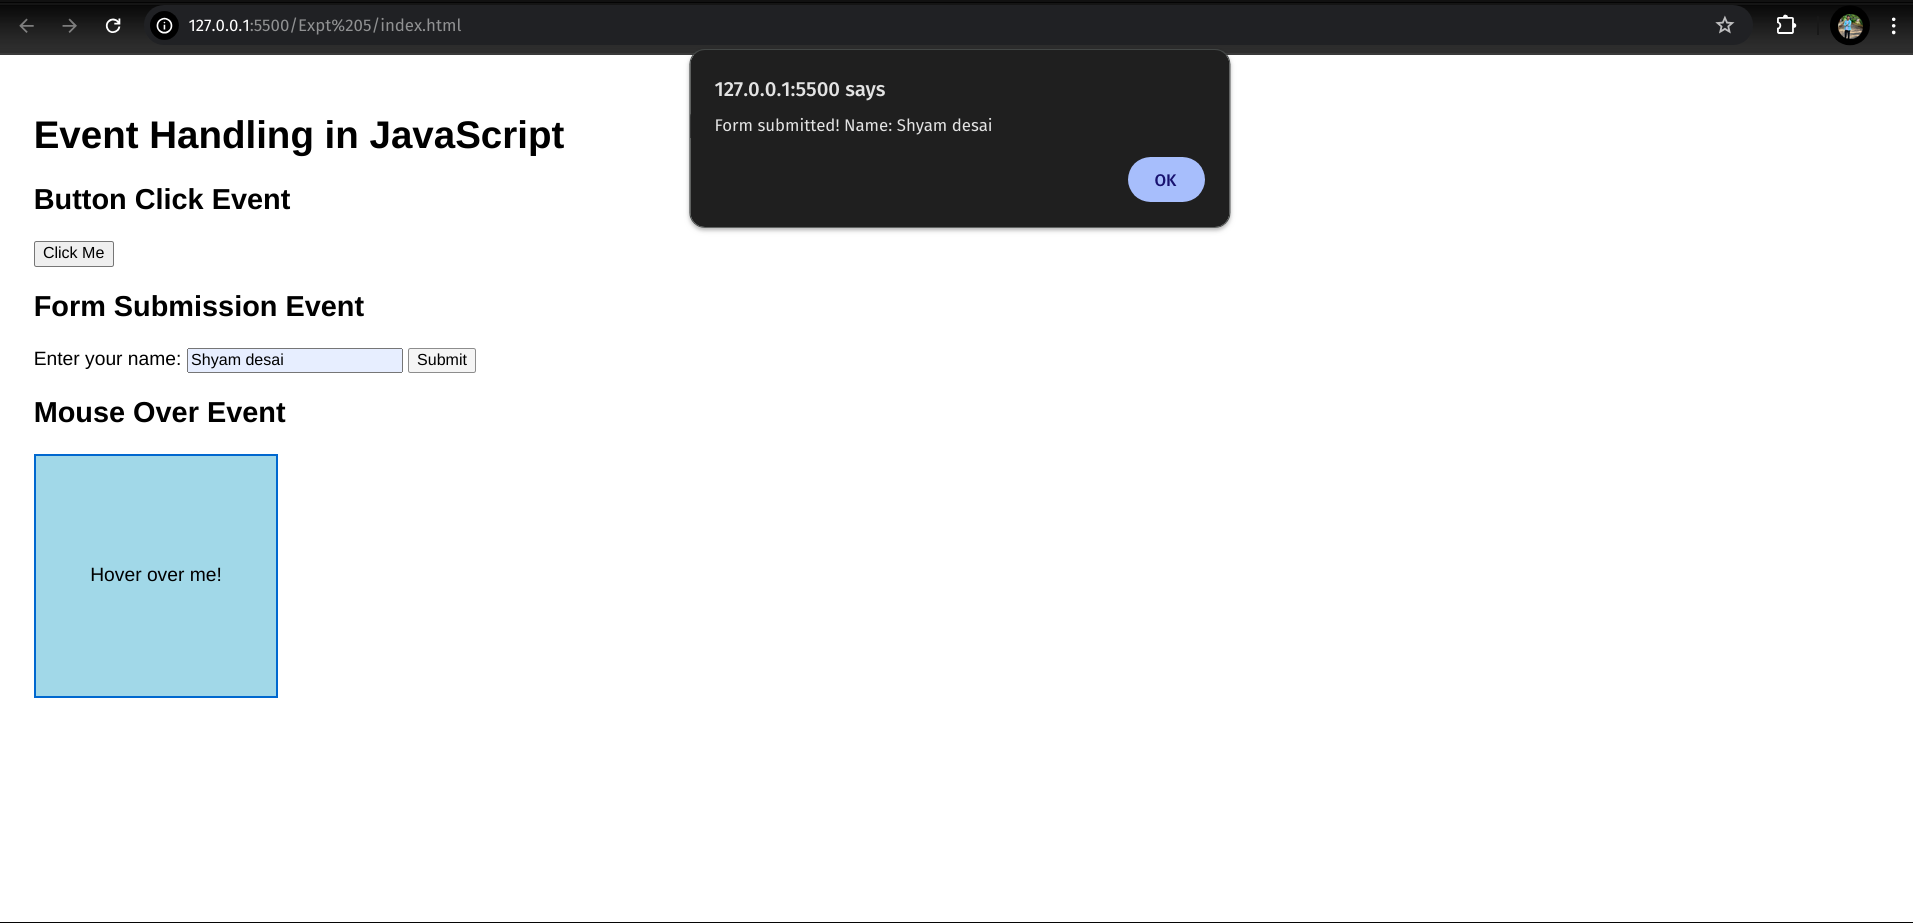 127.0.0.1:5500/Expt%205/index.html
127.0.0.1:5500 says
Form submitted! Name: Shyam desai
OK
Event Handling in JavaScript
Button Click Event
Click Me
Form Submission Event
Enter your name: Shyam desai Submit
Mouse Over Event
Hover over me!